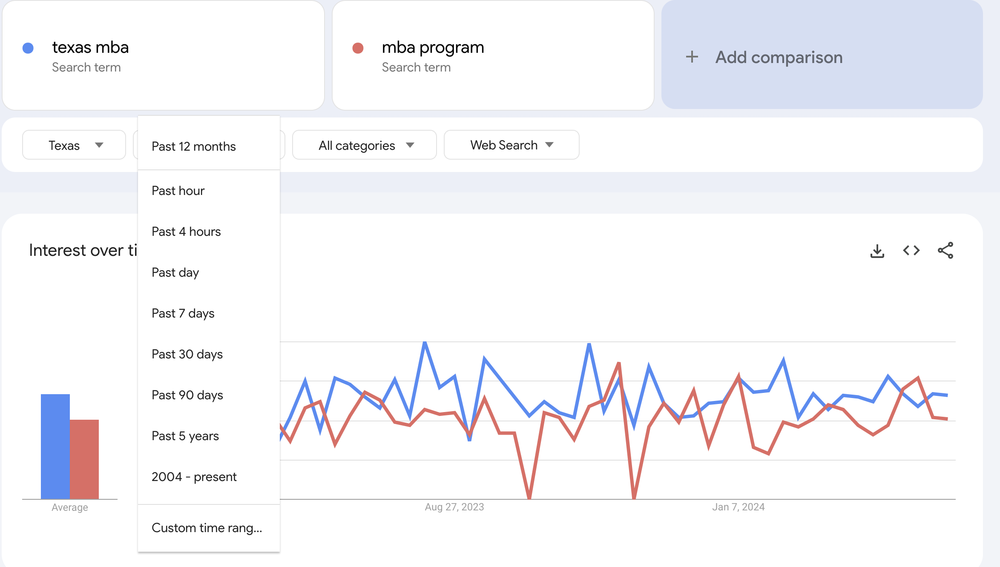 texas mba
Search term
mba program
Search term
+ Add comparison
Texas
Past 12 months
All categories
Web Search
Past hour
Past 4 hours
Past day
Past 7 days
Past 30 days
Past 90 days
Past 5 years
2004 - present
Custom time rang...
Interest over ti
Average
Aug 27, 2023
Jan 7, 2024